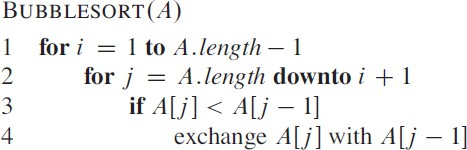 BUBBLESORT(A)
1 for i = 1 to A.length – 1
2 for j = A.length downto i + 1
3 if A[j] < A[j – 1]
4 exchange A[j] with A[j – 1]